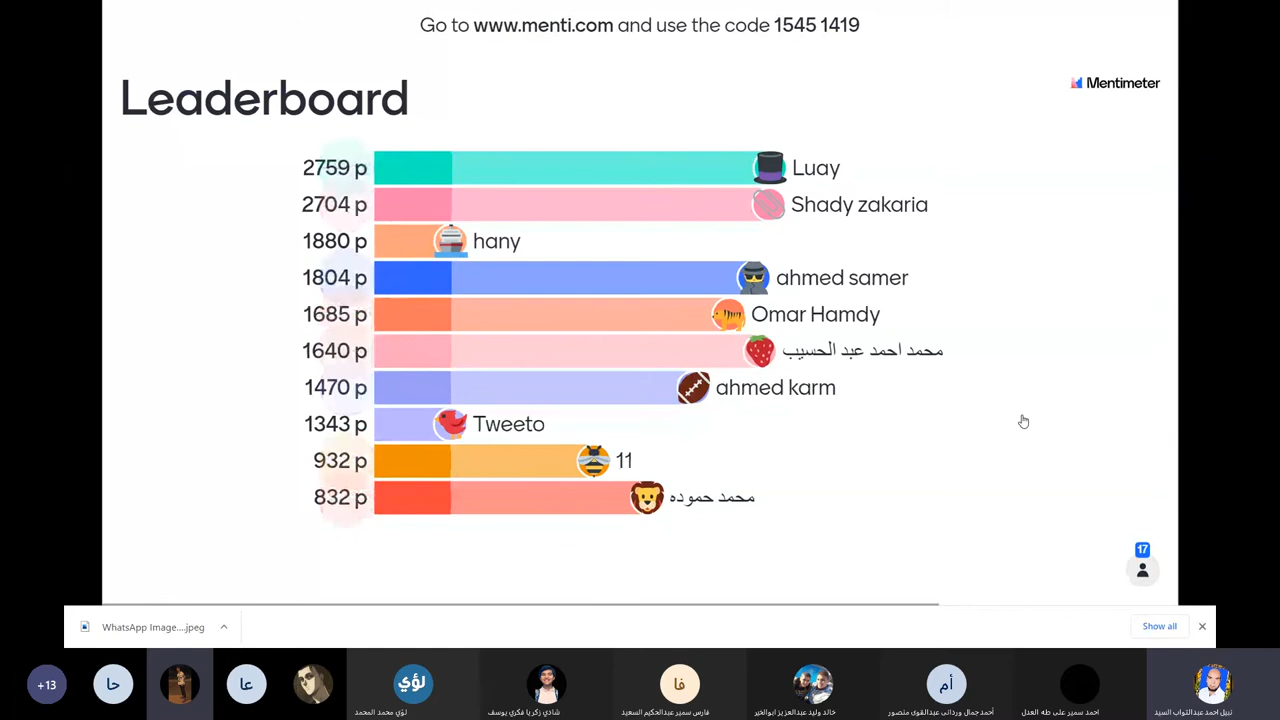 Go to www.menti.com and use the code 1545 1419
Leaderboard
Mentimeter
2759 p Luay
2704 p Shady zakaria
1880 p hany
1804 p ahmed samer
1685 p Omar Hamdy
1640 p محمد احمد عبد الحسيب
1470 p ahmed karm
1343 p Tweeto
932 p 11
832 p محمد حموده
17
WhatsApp Image....jpeg
Show all
+13
حا
عا
لؤي
فا
أم
لؤي محمد المحمد
شادي زكريا فكري يوسف
فارس سمير عبدالحكيم السعيد
خالد وليد عبدالعزيز ابوالخير
أحمد جمال ورداني عبدالقوي منصور
احمد سمير على طه العدل
نبيل احمد عبدالتواب السيد